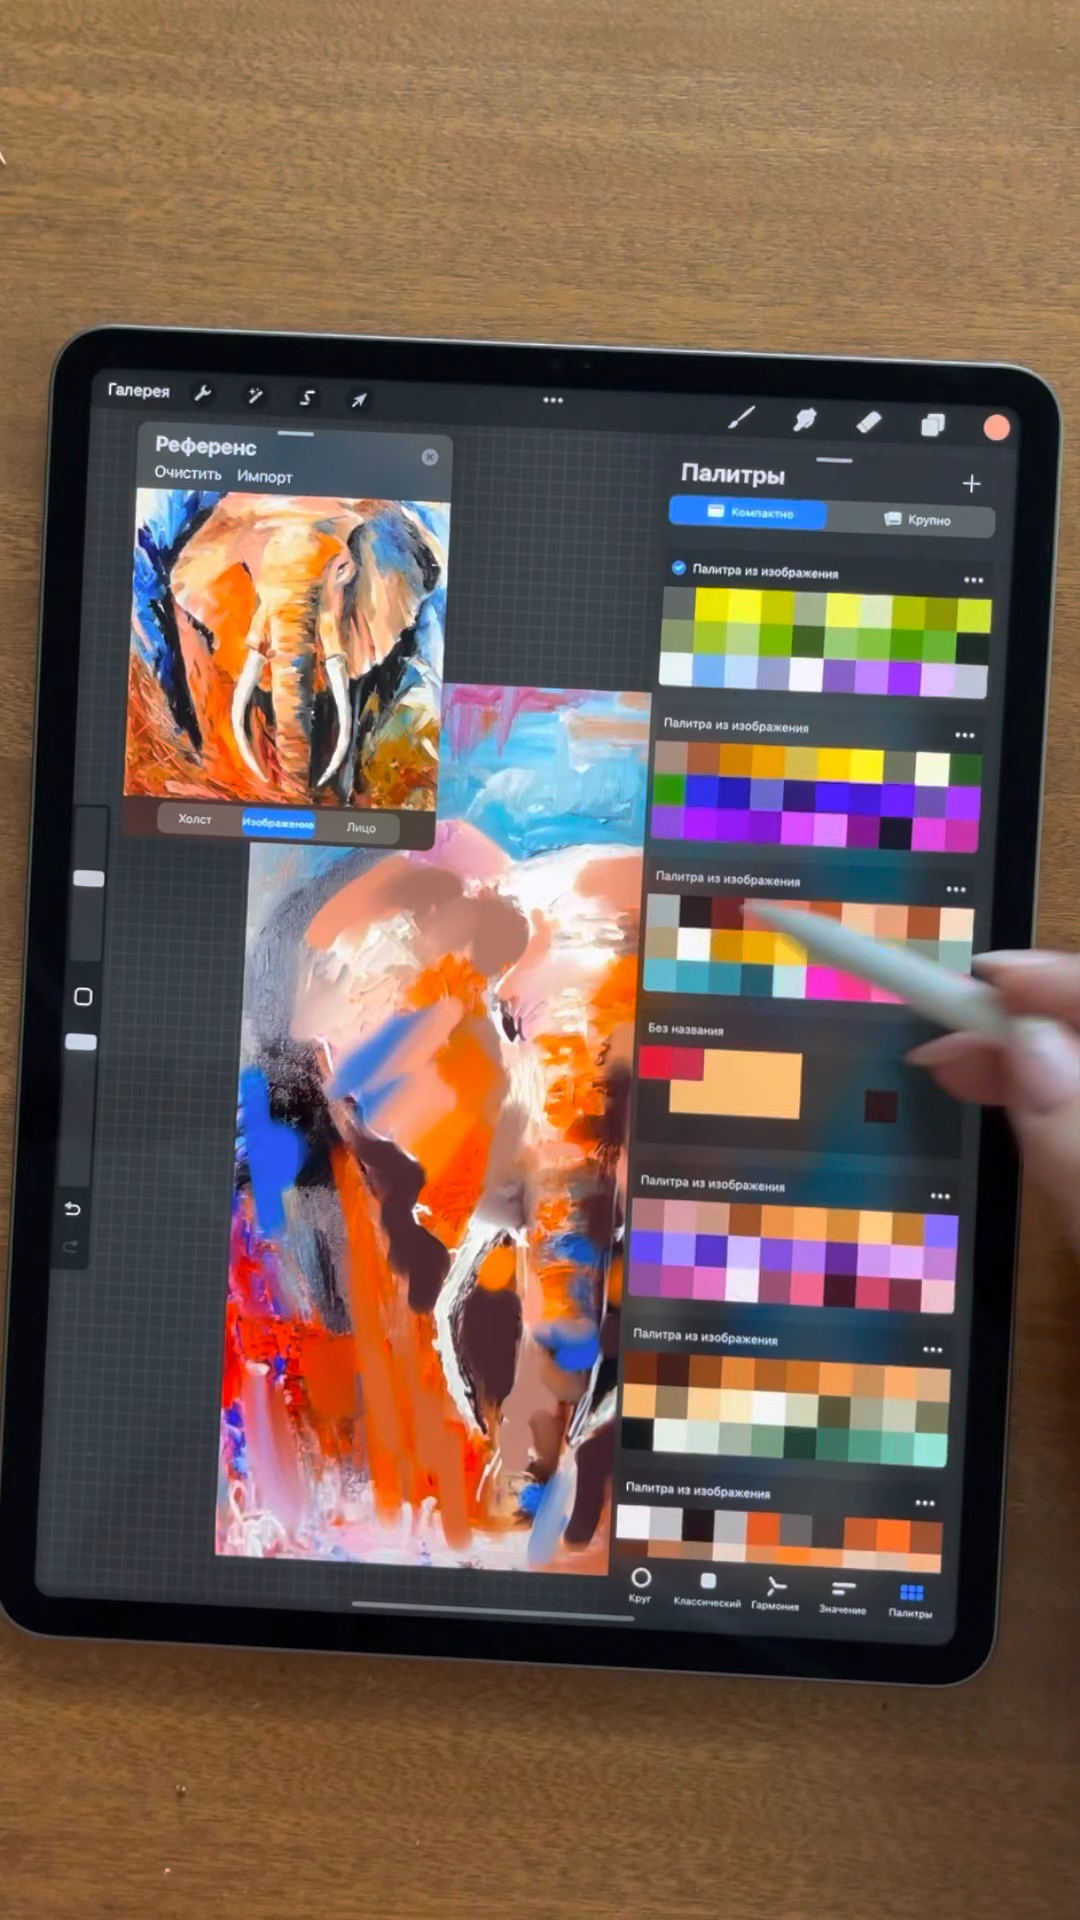 Галерея
Референс
Очистить Импорт
Холст Изображение Лицо
Палитры
Компактно Крупно
Палитра из изображения
Палитра из изображения
Палитра из изображения
Без названия
Палитра из изображения
Палитра из изображения
Палитра из изображения
Круг Классический Гармония Значение Палитры